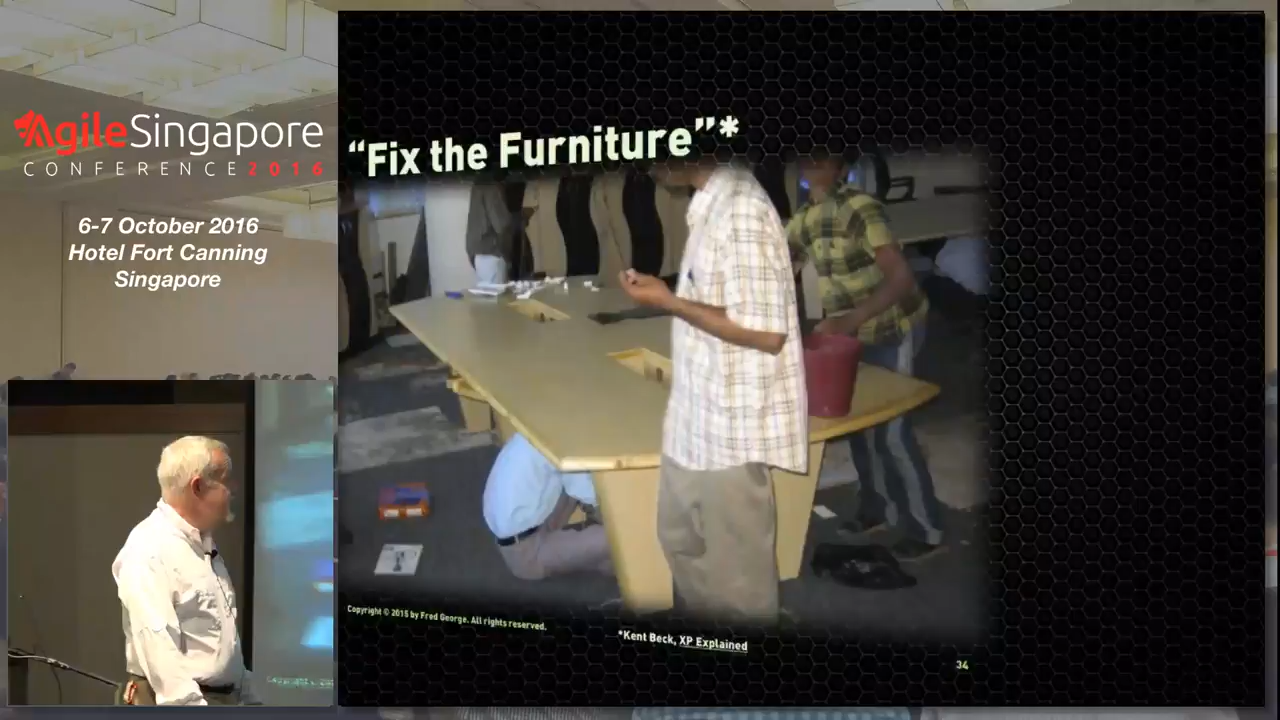 AgileSingapore
CONFERENCE2016
6-7 October 2016
Hotel Fort Canning
Singapore
“Fix the Furniture”*
Copyright © 2015 by Fred George. All rights reserved.
*Kent Beck, XP Explained
34